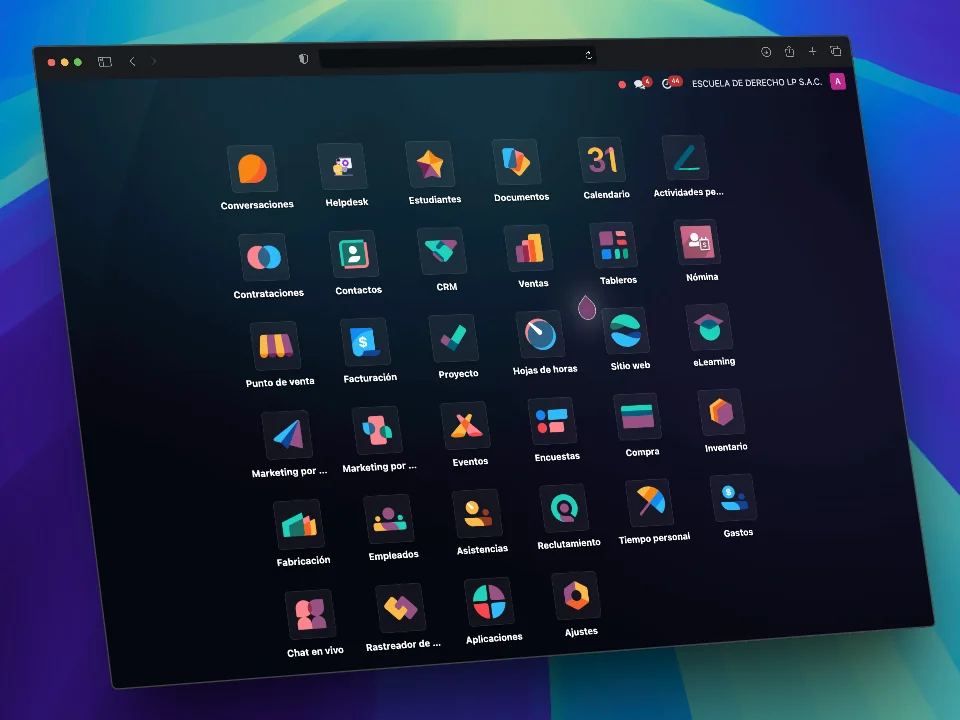 4
44
ESCUELA DE DERECHO LP S.A.C.
A
Conversaciones
Helpdesk
Estudiantes
Documentos
31
Calendario
Actividades pe...
Contrataciones
Contactos
CRM
Ventas
Tableros
$
Nómina
Punto de venta
$
Facturación
Proyecto
Hojas de horas
Sitio web
eLearning
Marketing por ...
Marketing por ...
Eventos
Encuestas
Compra
Inventario
Fabricación
Empleados
Asistencias
Reclutamiento
Tiempo personal
$
Gastos
Chat en vivo
Rastreador de ...
Aplicaciones
Ajustes